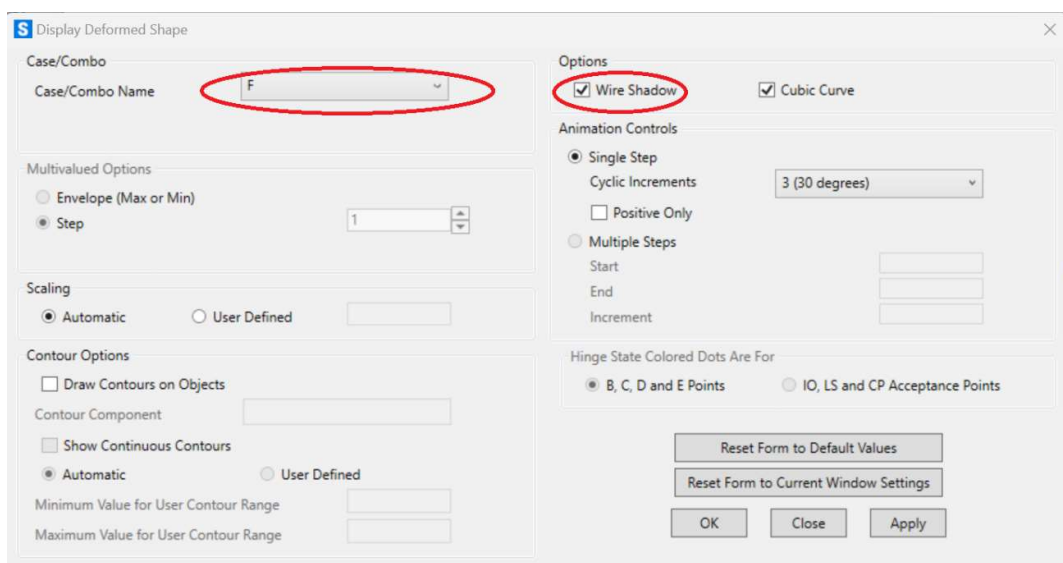 S Display Deformed Shape
Case/Combo
Case/Combo Name F
Multivalued Options
Envelope (Max or Min)
Step 1
Scaling
Automatic User Defined
Contour Options
Draw Contours on Objects
Contour Component
Show Continuous Contours
Automatic User Defined
Minimum Value for User Contour Range
Maximum Value for User Contour Range
Options
Wire Shadow Cubic Curve
Animation Controls
Single Step
Cyclic Increments 3 (30 degrees)
Positive Only
Multiple Steps
Start
End
Increment
Hinge State Colored Dots Are For
B, C, D and E Points IO, LS and CP Acceptance Points
Reset Form to Default Values
Reset Form to Current Window Settings
OK Close Apply